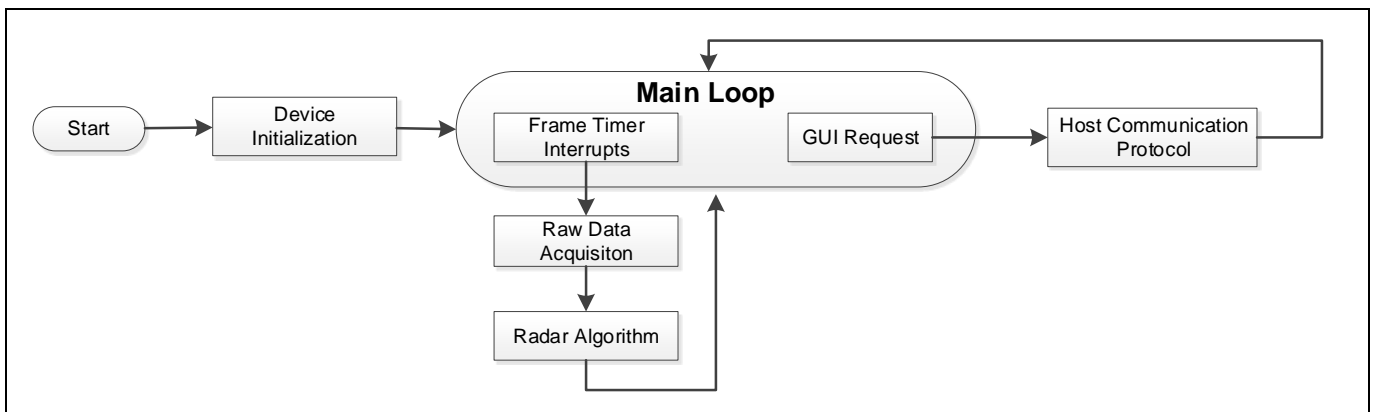 Main Loop
Start
Device
Initialization
Frame Timer
Interrupts
GUI Request
Host Communication
Protocol
Raw Data
Acquisiton
Radar Algorithm